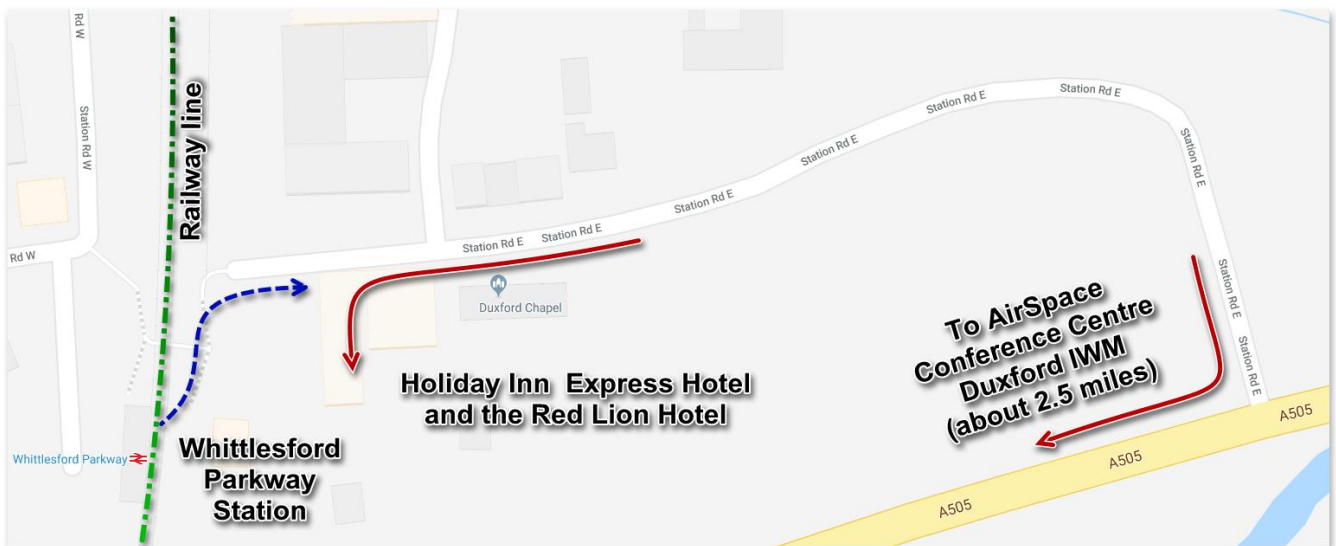 Rd W
Station Rd W
Rd W
Railway line
Station Rd E
Station Rd E
Station Rd E
Station Rd E
Station Rd E
Station Rd E
Station Rd E
Station Rd E
Station Rd E
Duxford Chapel
To AirSpace
Conference Centre
Duxford IWM
(about 2.5 miles)
Holiday Inn Express Hotel
and the Red Lion Hotel
Whittlesford Parkway
Whittlesford
Parkway
Station
A505
A505
A505